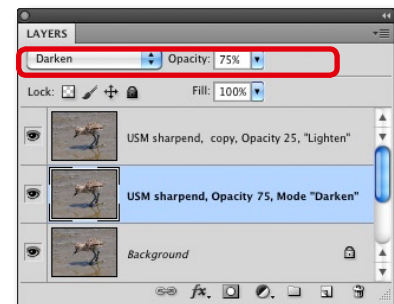 LAYERS
Darken Opacity: 75%
Lock: Fill: 100%
USM sharpend, copy, Opacity 25, "Lighten"
USM sharpend, Opacity 75, Mode "Darken"
Background
fx.